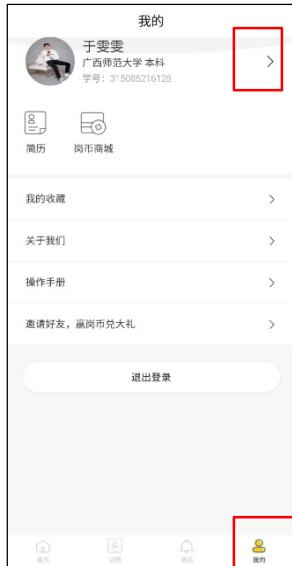 我的
于雯雯
广西师范大学 本科
学号：315085216128
简历 岗币商城
我的收藏
关于我们
操作手册
邀请好友，赢岗币兑大礼
退出登录
首页 招聘 消息 我的